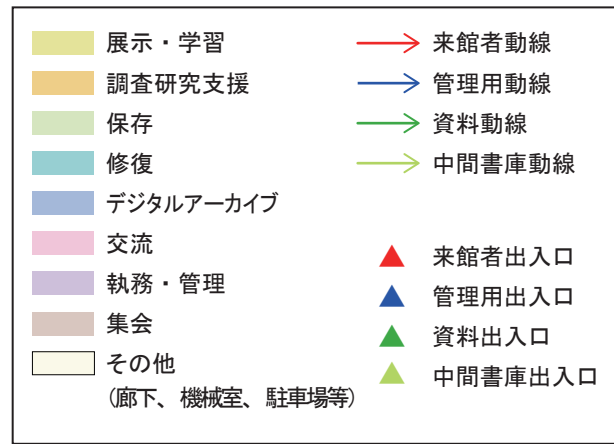 展示・学習
調査研究支援
保存
修復
デジタルアーカイブ
交流
執務・管理
集会
その他
(廊下、機械室、駐車場等)
来館者動線
管理用動線
資料動線
中間書庫動線
来館者出入口
管理用出入口
資料出入口
中間書庫出入口